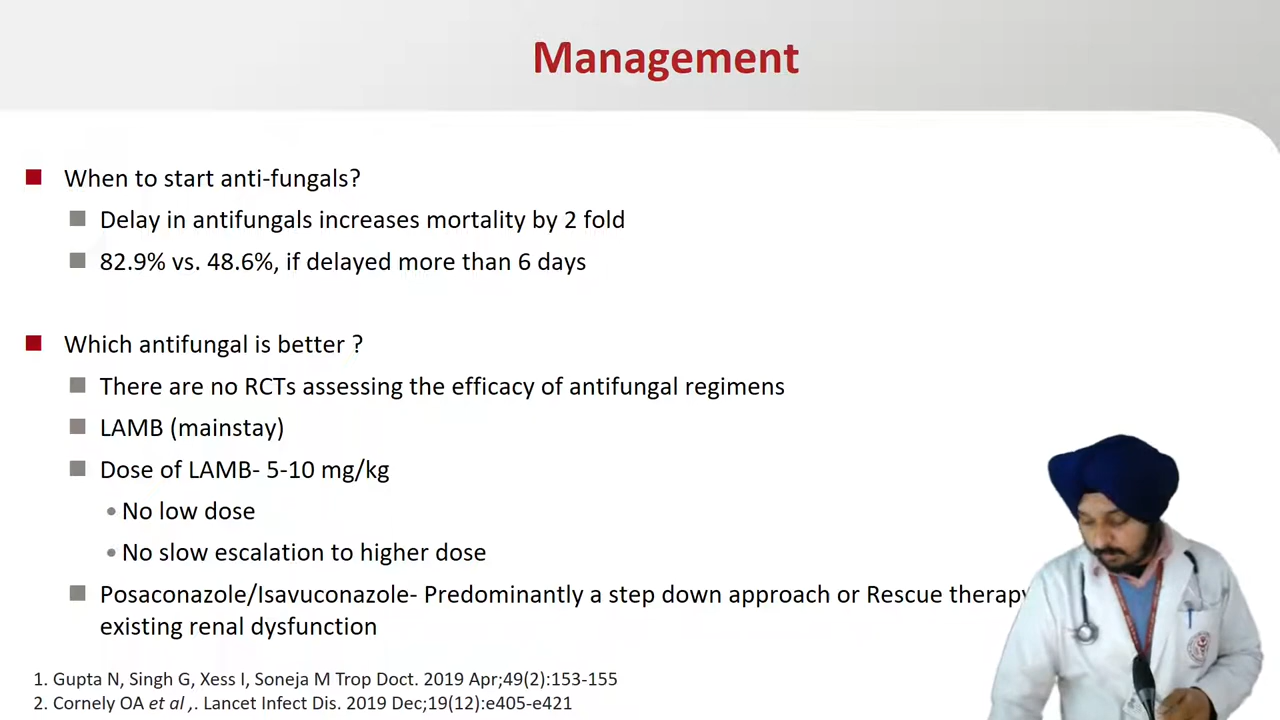 Management
When to start anti-fungals?
Delay in antifungals increases mortality by 2 fold
82.9% vs. 48.6%, if delayed more than 6 days
Which antifungal is better ?
There are no RCTs assessing the efficacy of antifungal regimens
LAMB (mainstay)
Dose of LAMB- 5-10 mg/kg
No low dose
No slow escalation to higher dose
Posaconazole/Isavuconazole- Predominantly a step down approach or Rescue therapy
existing renal dysfunction
1. Gupta N, Singh G, Xess I, Soneja M Trop Doct. 2019 Apr;49(2):153-155
2. Cornely OA et al ,. Lancet Infect Dis. 2019 Dec;19(12):e405-e421